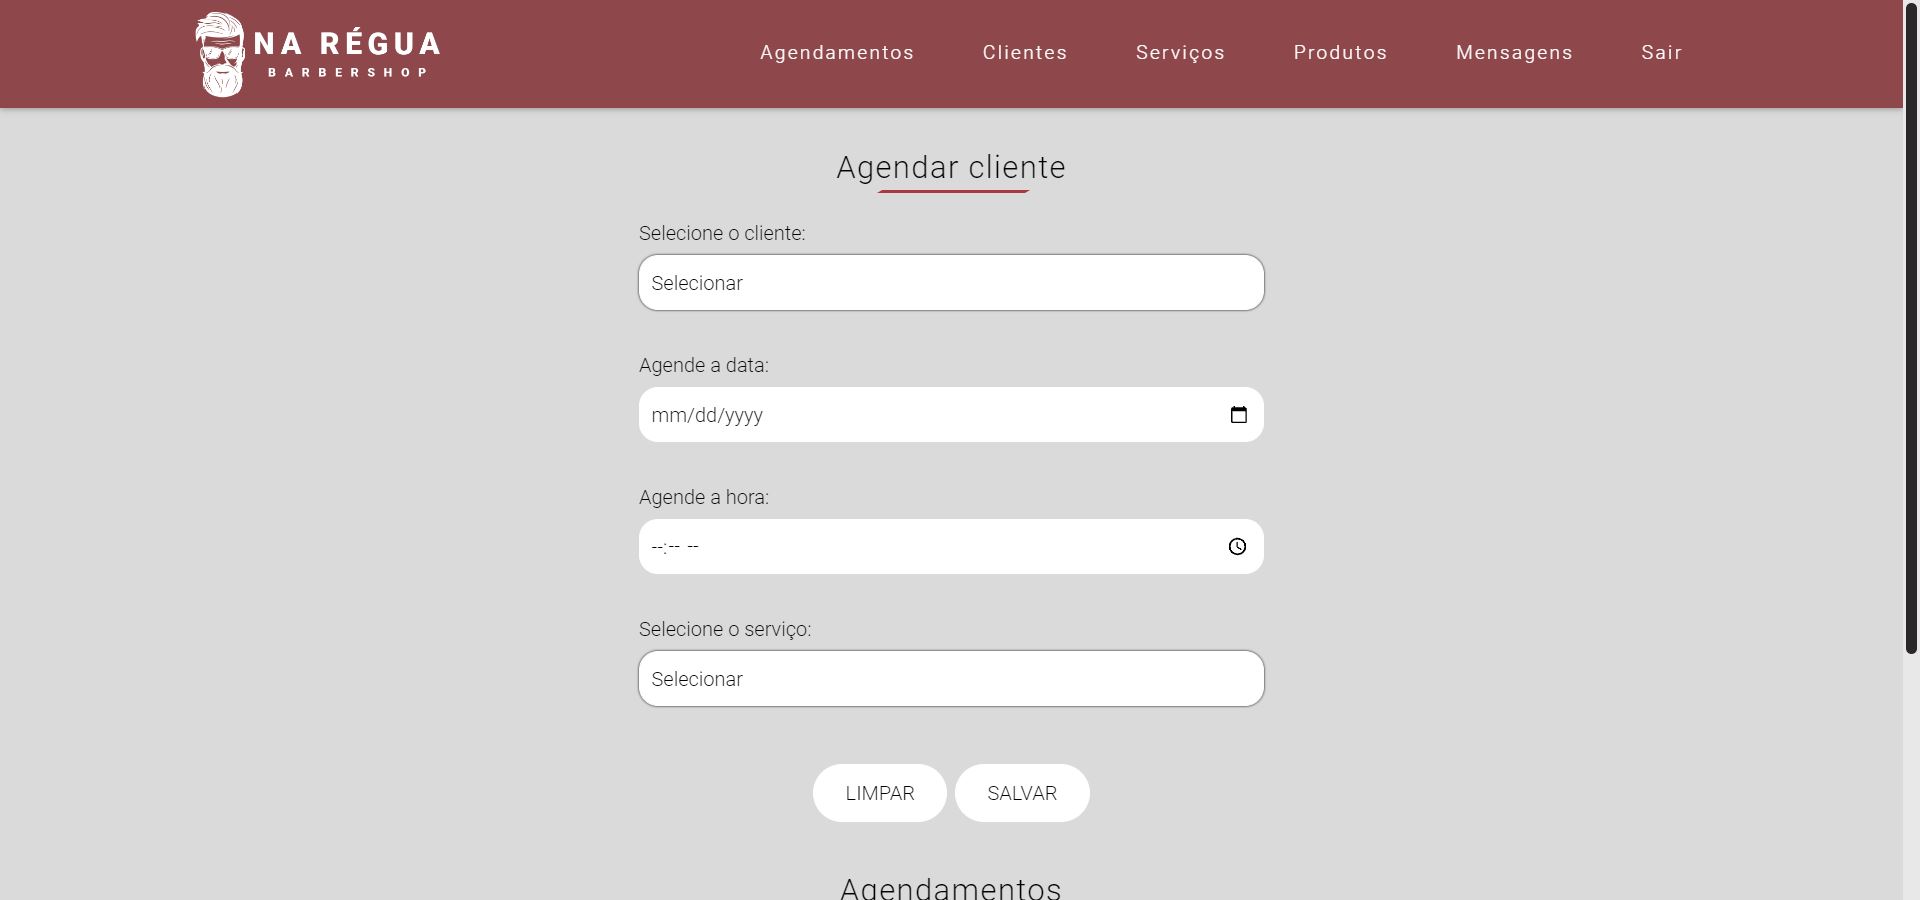 NA RÉGUA
BARBERSHOP
Agendamentos Clientes Serviços Produtos Mensagens Sair
Agendar cliente
Selecione o cliente:
Selecionar
Agende a data:
mm/dd/yyyy
Agende a hora:
--:-- --
Selecione o serviço:
Selecionar
LIMPAR SALVAR
Agendamentos